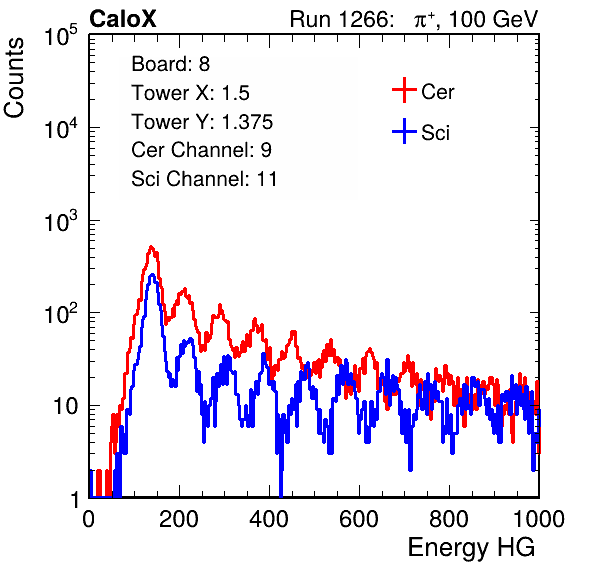 CaloX Run 1266: π⁺, 100 GeV
Counts
Board: 8
Tower X: 1.5
Tower Y: 1.375
Cer Channel: 9
Sci Channel: 11
Cer
Sci
10⁵
10⁴
10³
10²
10
1
0 200 400 600 800 1000
Energy HG